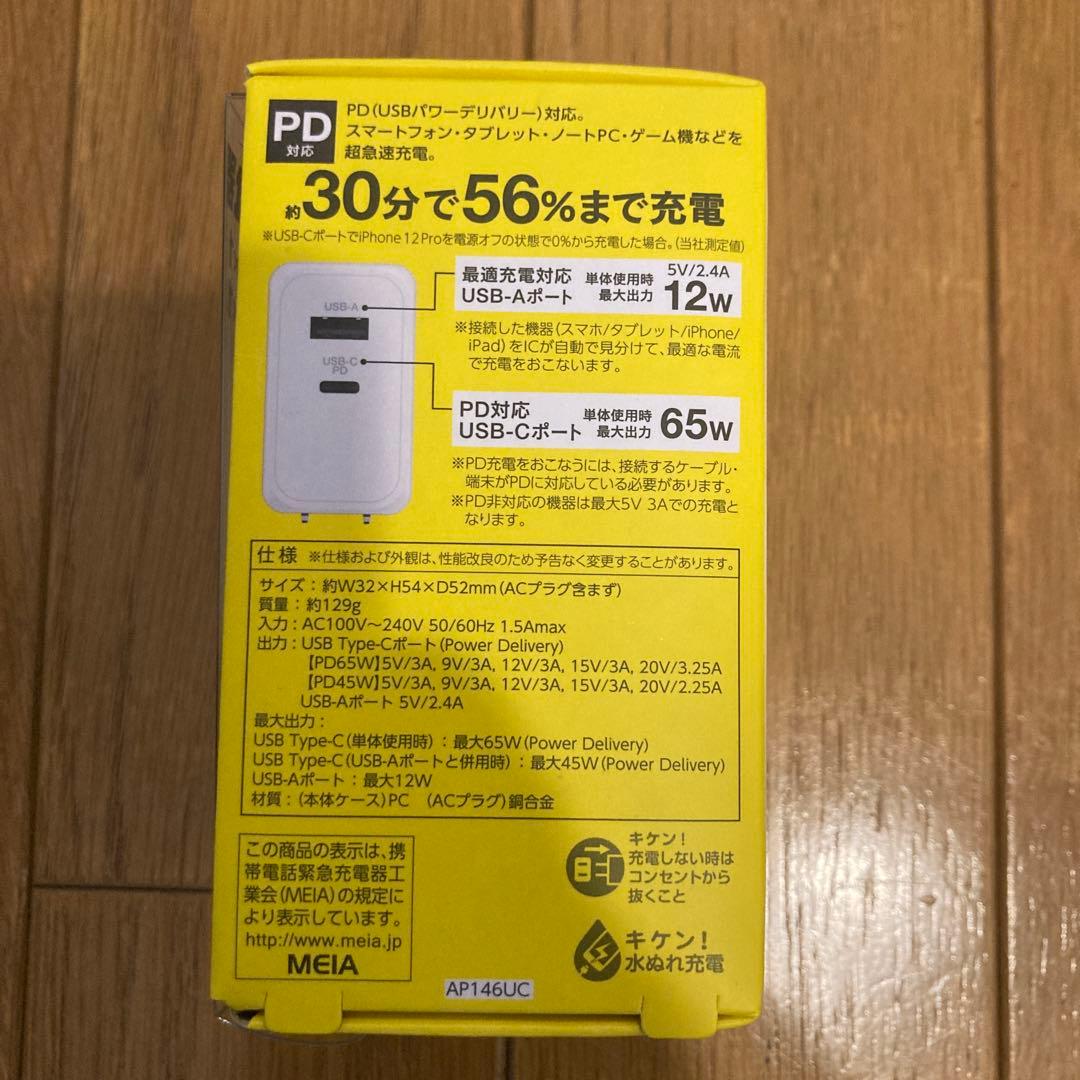 PD
対応
PD(USBパワーデリバリー)対応。
スマートフォン・タブレット・ノートPC・ゲーム機などを
超急速充電。
約30分で56%まで充電
※USB-CポートでiPhone 12 Proを電源オフの状態で0%から充電した場合。(当社測定値)
USB-A
USB-C
PD
最適充電対応
USB-Aポート
単体使用時
最大出力
5V/2.4A
12W
※接続した機器(スマホ/タブレット/iPhone/
iPad)をICが自動で見分けて、最適な電流
で充電をおこないます。
PD対応
USB-Cポート
単体使用時
最大出力
65W
※PD充電をおこなうには、接続するケーブル・
端末がPDに対応している必要があります。
※PD非対応の機器は最大5V 3Aでの充電と
なります。
仕様 ※仕様および外観は、性能改良のため予告なく変更することがあります。
サイズ：約W32×H54×D52mm(ACプラグ含まず)
質量：約129g
入力：AC100V～240V 50/60Hz 1.5Amax
出力：USB Type-Cポート(Power Delivery)
【PD65W】5V/3A, 9V/3A, 12V/3A, 15V/3A, 20V/3.25A
【PD45W】5V/3A, 9V/3A, 12V/3A, 15V/3A, 20V/2.25A
USB-Aポート 5V/2.4A
最大出力：
USB Type-C(単体使用時)：最大65W(Power Delivery)
USB Type-C(USB-Aポートと併用時)：最大45W(Power Delivery)
USB-Aポート：最大12W
材質：(本体ケース)PC (ACプラグ)銅合金
この商品の表示は、携
帯電話緊急充電器工
業会(MEIA)の規定に
より表示しています。
http://www.meia.jp
MEIA
キケン！
充電しない時は
コンセントから
抜くこと
キケン！
水ぬれ充電
AP146UC